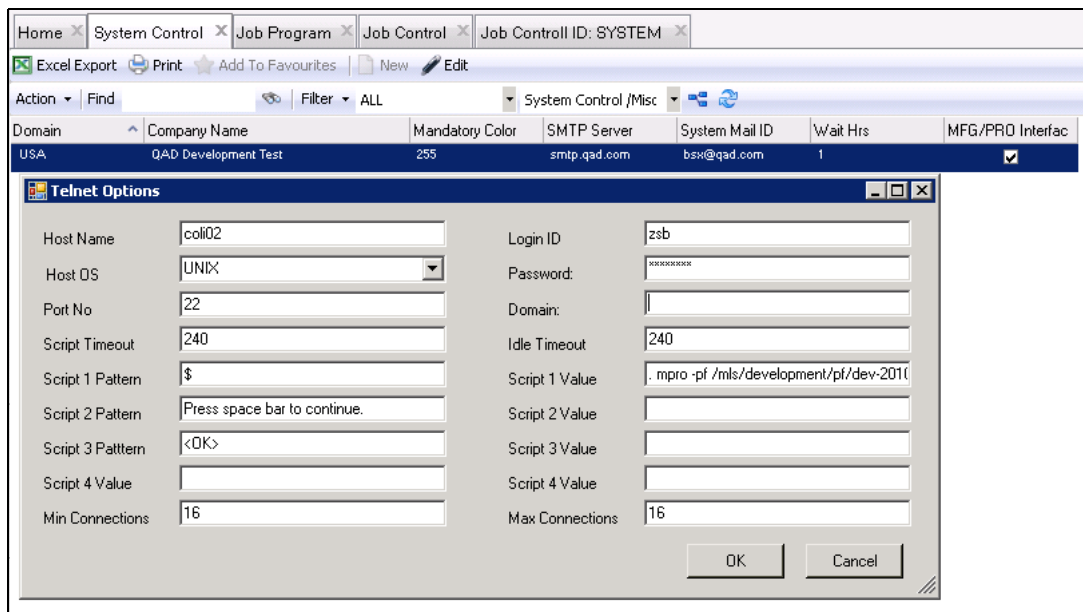 Home System Control Job Program Job Control Job Controll ID: SYSTEM
Excel Export Print Add To Favourites New Edit
Action Find Filter ALL System Control /Misc
Domain Company Name Mandatory Color SMTP Server System Mail ID Wait Hrs MFG/PRO Interfac
USA QAD Development Test 255 smtp.qad.com bsx@qad.com 1
Telnet Options
Host Name coli02 Login ID zsb
Host OS UNIX Password: ********
Port No 22 Domain:
Script Timeout 240 Idle Timeout 240
Script 1 Pattern $ Script 1 Value . mpro -pf /mls/development/pf/dev-2010
Script 2 Pattern Press space bar to continue. Script 2 Value
Script 3 Patttern <OK> Script 3 Value
Script 4 Value Script 4 Value
Min Connections 16 Max Connections 16
OK Cancel